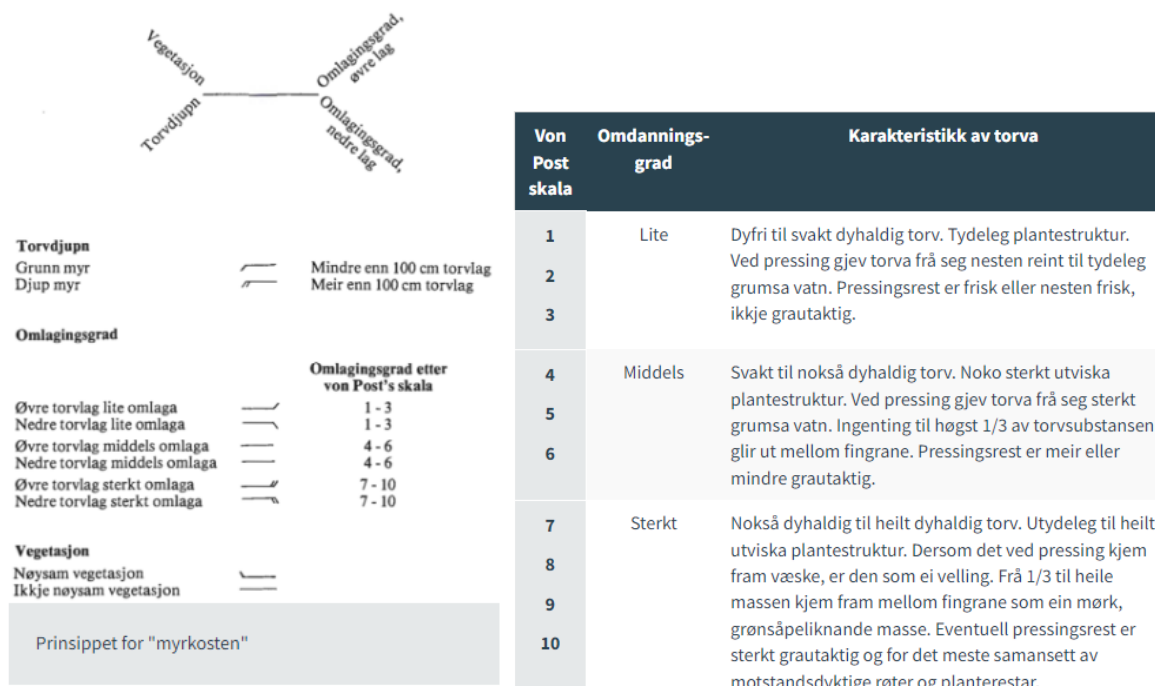 Vegetasjon
Omlagingsgrad,
øvre lag
Torvdjupn
Omlagingsgrad,
nedre lag
Torvdjupn
Grunn myr Mindre enn 100 cm torvlag
Djup myr Meir enn 100 cm torvlag
Omlagingsgrad
Omlagingsgrad etter
von Post's skala
Øvre torvlag lite omlaga 1 - 3
Nedre torvlag lite omlaga 1 - 3
Øvre torvlag middels omlaga 4 - 6
Nedre torvlag middels omlaga 4 - 6
Øvre torvlag sterkt omlaga 7 - 10
Nedre torvlag sterkt omlaga 7 - 10
Vegetasjon
Nøysam vegetasjon
Ikkje nøysam vegetasjon
Prinsippet for "myrkosten"
Von Omdannings- Karakteristikk av torva
Post grad
skala
1 Lite Dyfri til svakt dyhaldig torv. Tydeleg plantestruktur.
2 Ved pressing gjev torva frå seg nesten reint til tydeleg
3 grumsa vatn. Pressingsrest er frisk eller nesten frisk,
ikkje grautaktig.
4 Middels Svakt til nokså dyhaldig torv. Noko sterkt utviska
5 plantestruktur. Ved pressing gjev torva frå seg sterkt
grumsa vatn. Ingenting til høgst 1/3 av torvsubstansen
6 glir ut mellom fingrane. Pressingsrest er meir eller
mindre grautaktig.
7 Sterkt Nokså dyhaldig til heilt dyhaldig torv. Utydeleg til heilt
8 utviska plantestruktur. Dersom det ved pressing kjem
fram væske, er den som ei velling. Frå 1/3 til heile
9 massen kjem fram mellom fingrane som ein mørk,
10 grønsåpeliknande masse. Eventuell pressingsrest er
sterkt grautaktig og for det meste samansett av
motstandsdyktige røter og planterestar.